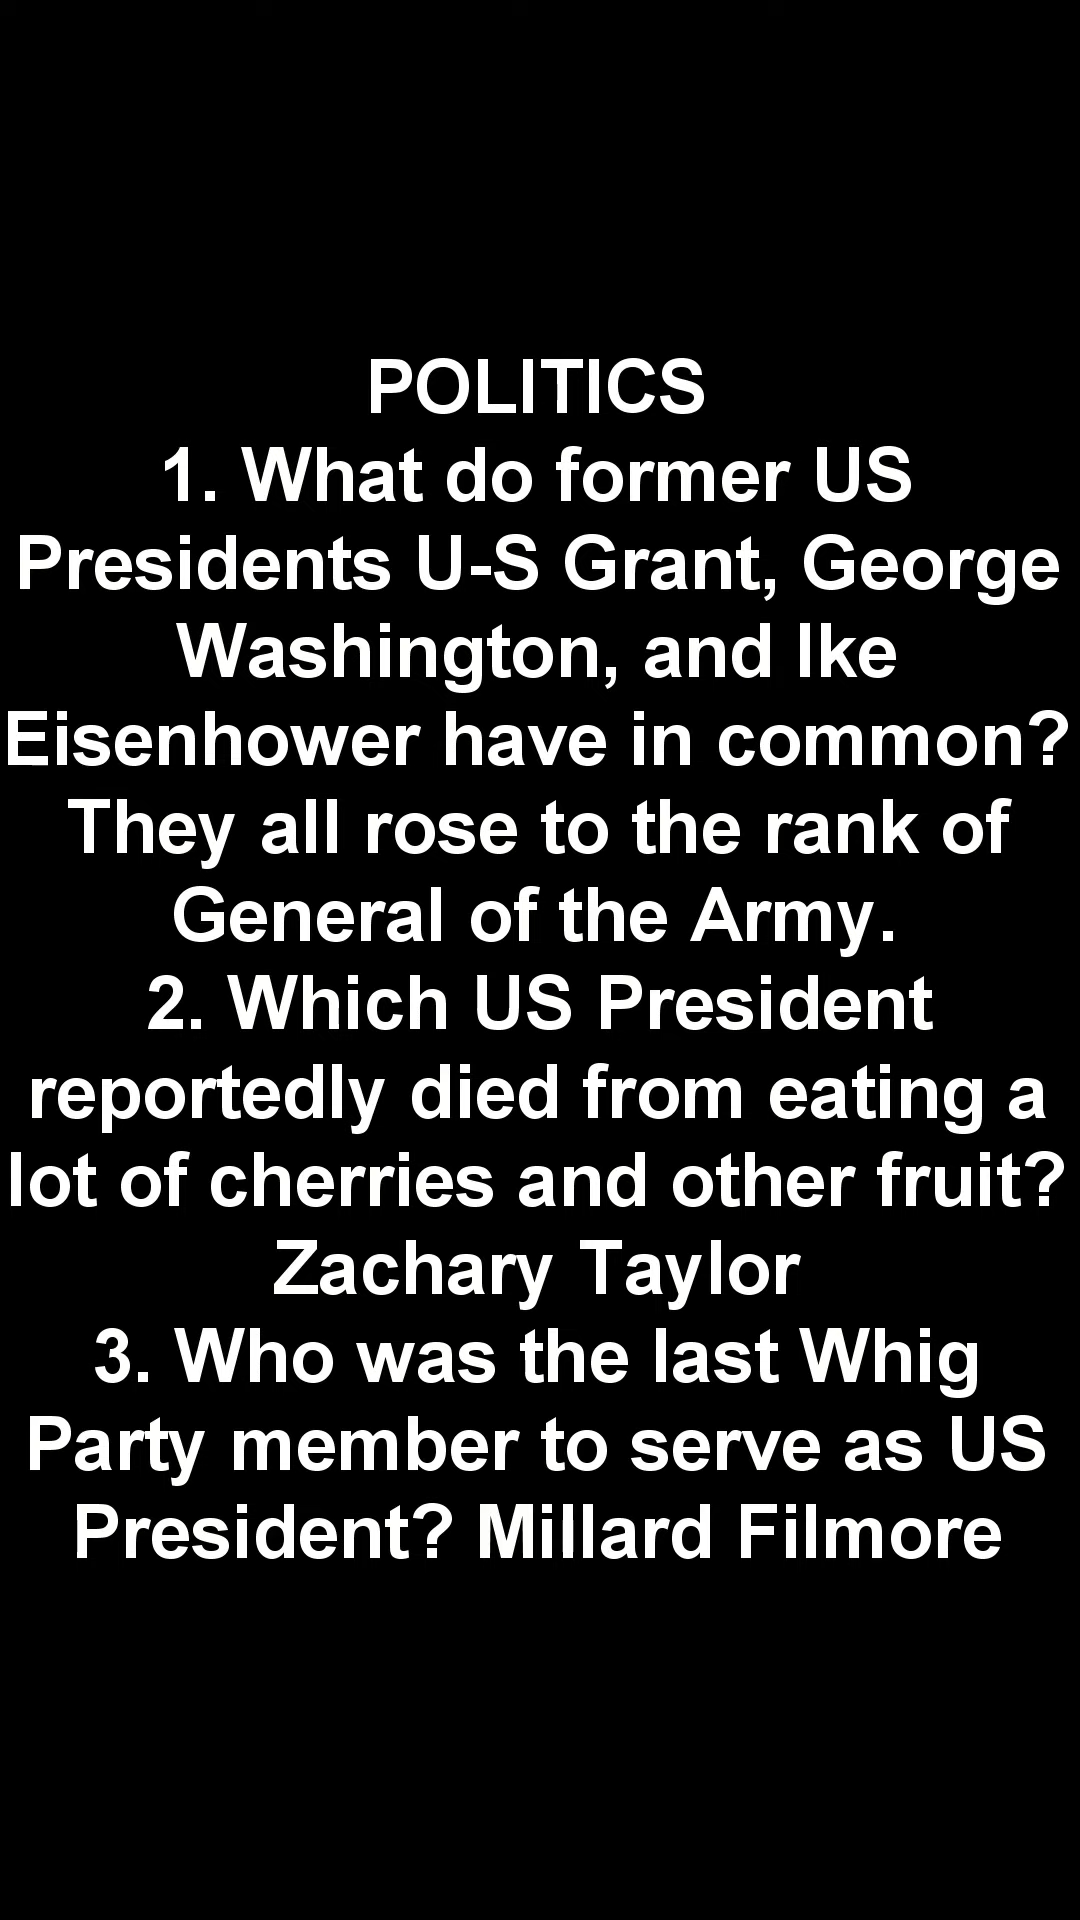 POLITICS
1. What do former US
Presidents U-S Grant, George
Washington, and Ike
Eisenhower have in common?
They all rose to the rank of
General of the Army.
2. Which US President
reportedly died from eating a
lot of cherries and other fruit?
Zachary Taylor
3. Who was the last Whig
Party member to serve as US
President? Millard Filmore